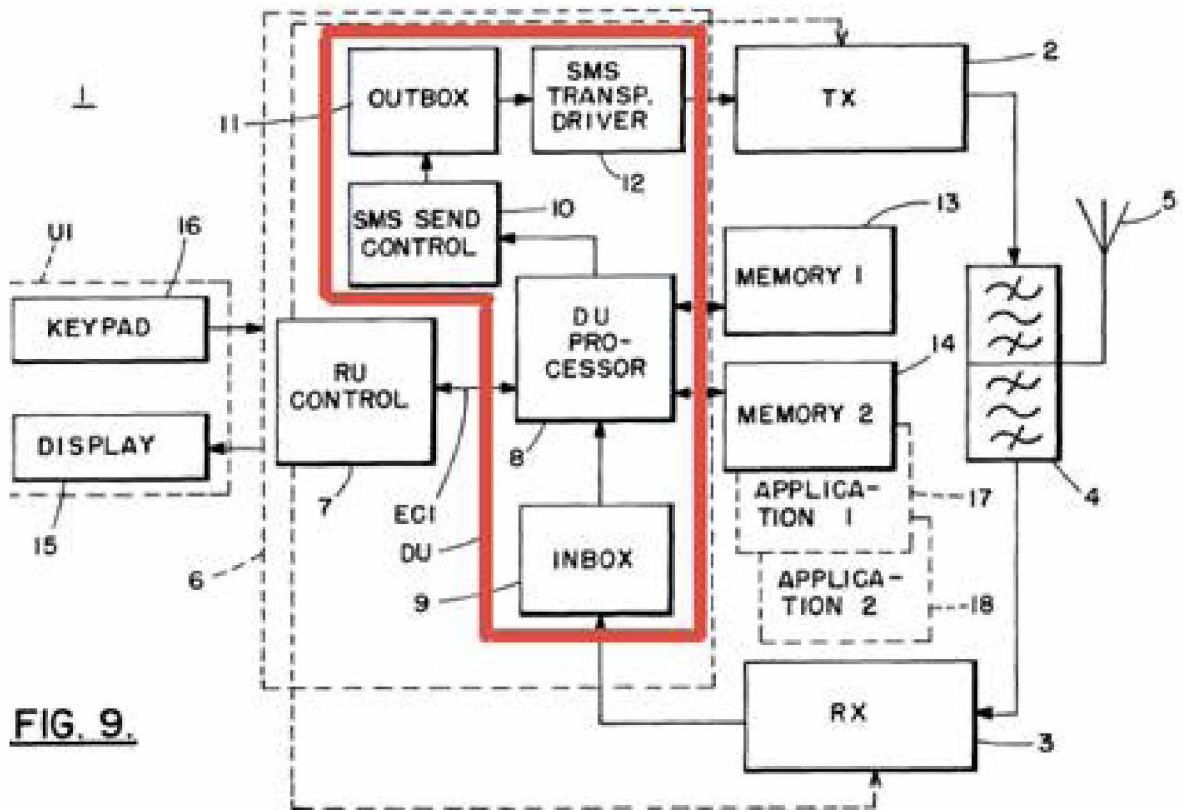 1
OUTBOX
11
SMS
TRANSP.
DRIVER
12
TX
2
SMS SEND
CONTROL
10
13
MEMORY 1
5
UI
16
KEYPAD
DISPLAY
15
RU
CONTROL
7
6
ECI
DU
DU
PRO-
CESSOR
8
14
MEMORY 2
APPLICA-
TION 1
17
APPLICA-
TION 2
18
4
INBOX
9
RX
3
FIG. 9.